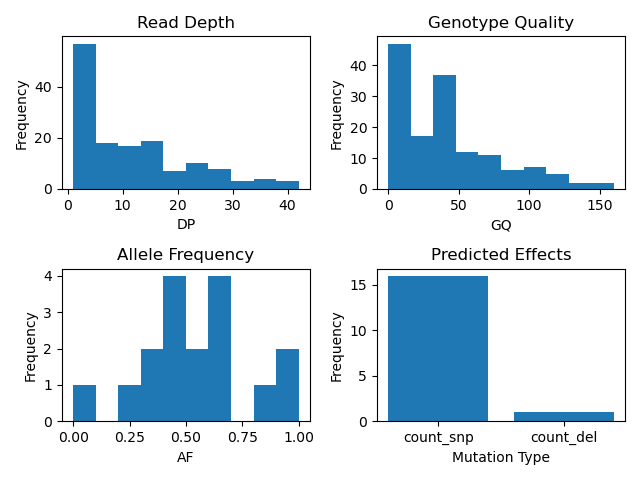 Read Depth
Frequency
40
20
0
0 10 20 30 40
DP
Genotype Quality
Frequency
40
30
20
10
0
0 50 100 150
GQ
Allele Frequency
Frequency
4
3
2
1
0
0.00 0.25 0.50 0.75 1.00
AF
Predicted Effects
Frequency
15
10
5
0
count_snp count_del
Mutation Type